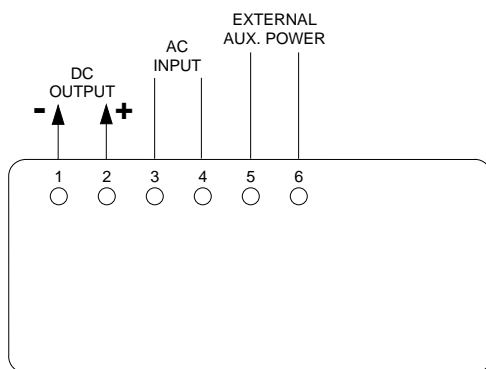 EXTERNAL
AUX. POWER
AC
INPUT
DC
OUTPUT
- +
1 2 3 4 5 6